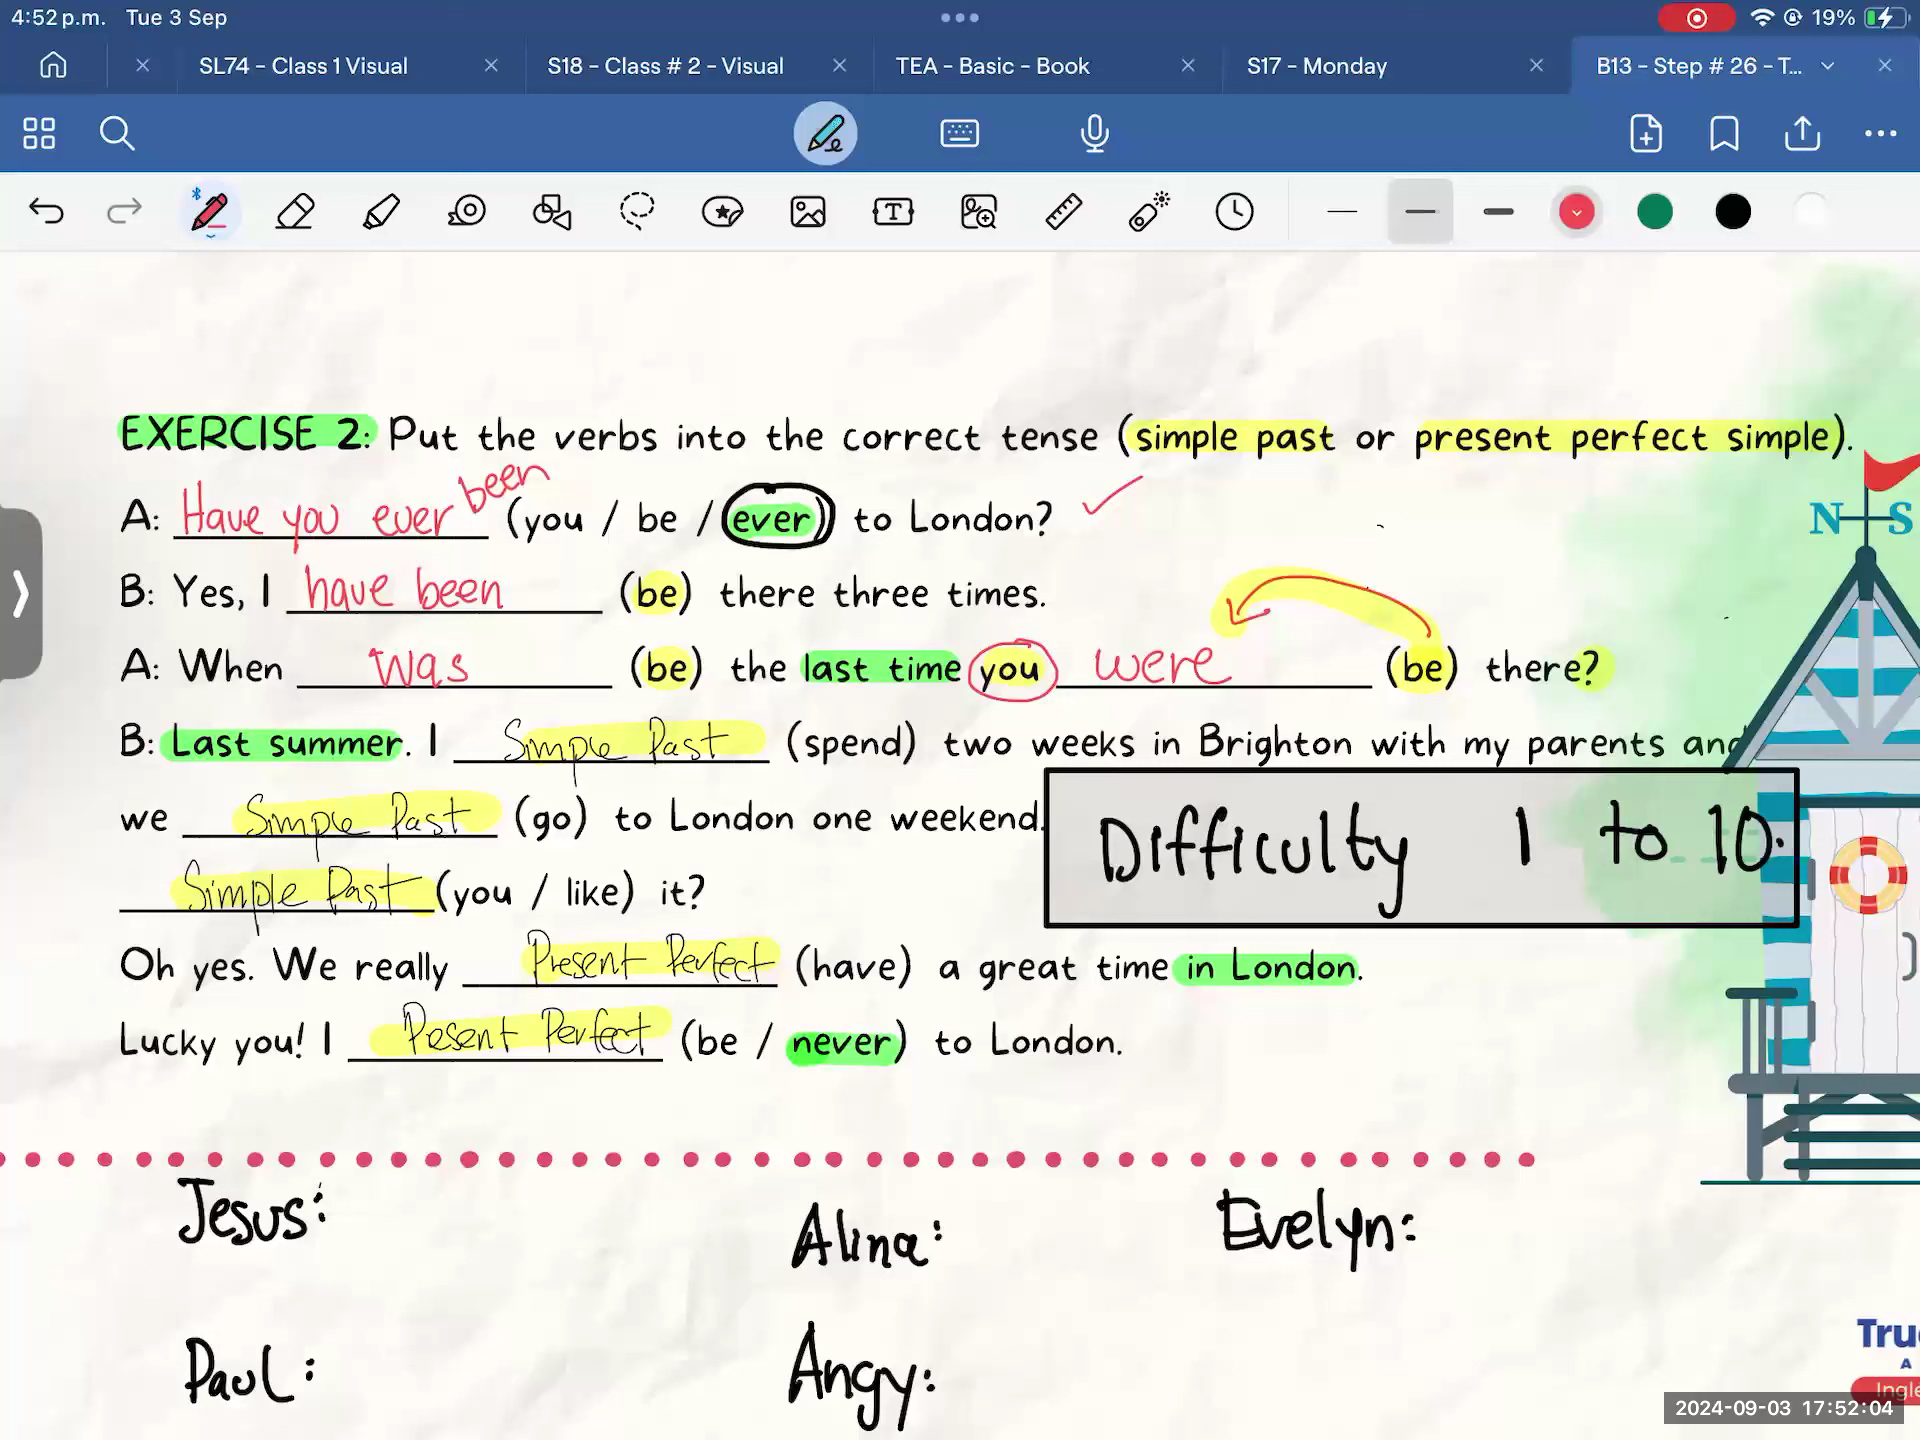 4:52 p.m. Tue 3 Sep 19%
SL74 - Class 1 Visual S18 - Class # 2 - Visual TEA - Basic - Book S17 - Monday B13 - Step # 26 - T...
EXERCISE 2: Put the verbs into the correct tense (simple past or present perfect simple).
A: Have you ever been (you / be / ever) to London?
N S
B: Yes, I have been (be) there three times.
A: When was (be) the last time you were (be) there?
B: Last summer. I Simple Past (spend) two weeks in Brighton with my parents and
we Simple Past (go) to London one weekend.
Difficulty 1 to 10.
Simple Past (you / like) it?
Oh yes. We really Present Perfect (have) a great time in London.
Lucky you! I Pesent Perfect (be / never) to London.
Jesus: Alina: Evelyn:
Paul: Angy:
Tru
A
Ingle
2024-09-03 17:52:04